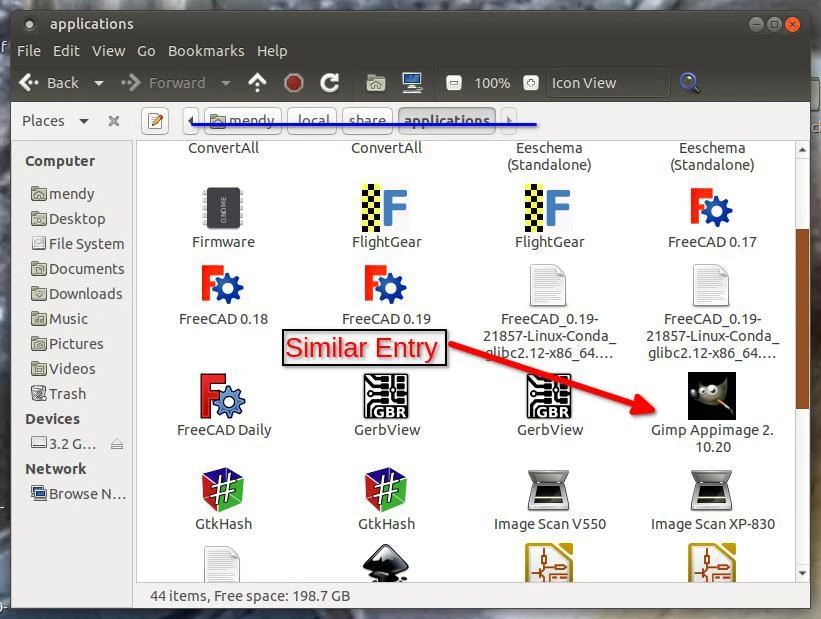 applications
File Edit View Go Bookmarks Help
Back Forward 100% Icon View
Places mendy .local share applications
Computer
mendy
Desktop
File System
Documents
Downloads
Music
Pictures
Videos
Trash
Devices
3.2 G...
Network
Browse N...
ConvertAll ConvertAll Eeschema Eeschema
(Standalone) (Standalone)
GNOME
Firmware FlightGear FlightGear FreeCAD 0.17
FreeCAD 0.18 FreeCAD 0.19 FreeCAD_0.19- FreeCAD_0.19-
21857-Linux-Conda_ 21857-Linux-Conda_
glibc2.12-x86_64.... glibc2.12-x86_64....
Similar Entry
GBR GBR
FreeCAD Daily GerbView GerbView Gimp Appimage 2.
10.20
GtkHash GtkHash Image Scan V550 Image Scan XP-830
44 items, Free space: 198.7 GB